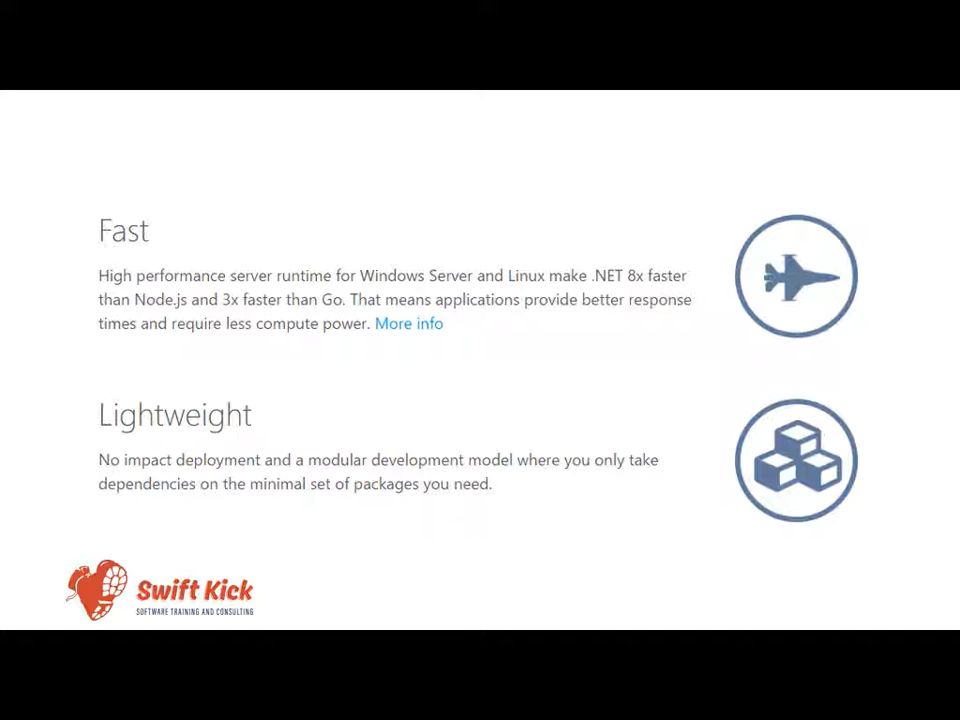 Fast
High performance server runtime for Windows Server and Linux make .NET 8x faster
than Node.js and 3x faster than Go. That means applications provide better response
times and require less compute power. More info
Lightweight
No impact deployment and a modular development model where you only take
dependencies on the minimal set of packages you need.
Swift Kick
SOFTWARE TRAINING AND CONSULTING